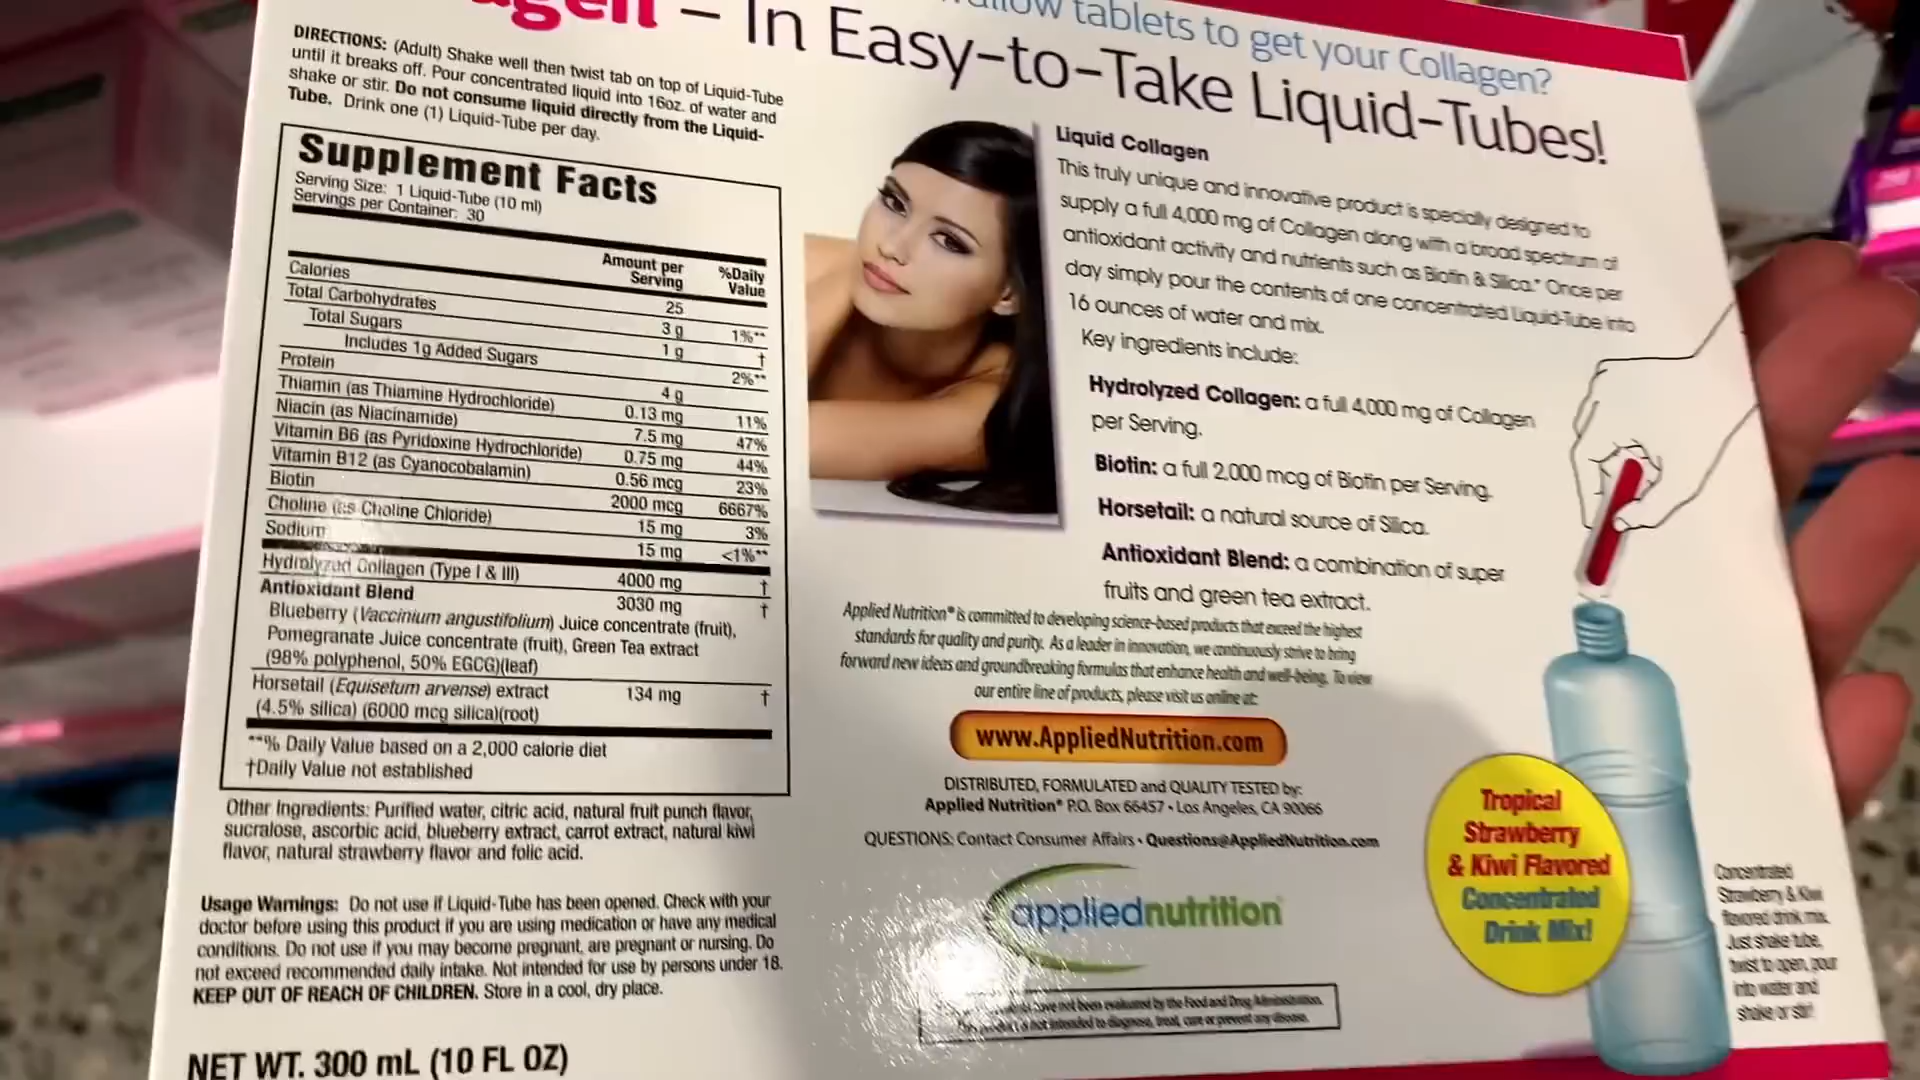 agen – In Easy-to-Take Liquid-Tubes!
tablets to get your Collagen?
DIRECTIONS: (Adult) Shake well then twist tab on top of Liquid-Tube
until it breaks off. Pour concentrated liquid into 16oz. of water and
shake or stir. Do not consume liquid directly from the Liquid-
Tube. Drink one (1) Liquid-Tube per day.
Supplement Facts
Serving Size: 1 Liquid-Tube (10 ml)
Servings per Container: 30
Amount per Serving %Daily Value
Calories 25
Total Carbohydrates 3 g 1%**
Total Sugars 1 g †
Includes 1g Added Sugars 2%**
Protein 4 g
Thiamin (as Thiamine Hydrochloride) 0.13 mg 11%
Niacin (as Niacinamide) 7.5 mg 47%
Vitamin B6 (as Pyridoxine Hydrochloride) 0.75 mg 44%
Vitamin B12 (as Cyanocobalamin) 0.56 mcg 23%
Biotin 2000 mcg 6667%
Choline (as Choline Chloride) 15 mg 3%
Sodium 15 mg <1%**
Hydrolyzed Collagen (Type I & III) 4000 mg †
Antioxidant Blend 3030 mg †
Blueberry (Vaccinium angustifolium) Juice concentrate (fruit),
Pomegranate Juice concentrate (fruit), Green Tea extract
(98% polyphenol, 50% EGCG)(leaf)
Horsetail (Equisetum arvense) extract 134 mg †
(4.5% silica) (6000 mcg silica)(root)
**% Daily Value based on a 2,000 calorie diet
†Daily Value not established
Other Ingredients: Purified water, citric acid, natural fruit punch flavor,
sucralose, ascorbic acid, blueberry extract, carrot extract, natural kiwi
flavor, natural strawberry flavor and folic acid.
Usage Warnings: Do not use if Liquid-Tube has been opened. Check with your
doctor before using this product if you are using medication or have any medical
conditions. Do not use if you may become pregnant, are pregnant or nursing. Do
not exceed recommended daily intake. Not intended for use by persons under 18.
KEEP OUT OF REACH OF CHILDREN. Store in a cool, dry place.
NET WT. 300 mL (10 FL OZ)
Liquid Collagen
This truly unique and innovative product is specially designed to
supply a full 4,000 mg of Collagen along with a broad spectrum of
antioxidant activity and nutrients such as Biotin & Silica.* Once per
day simply pour the contents of one concentrated Liquid-Tube into
16 ounces of water and mix.
Key ingredients include:
Hydrolyzed Collagen: a full 4,000 mg of Collagen
per Serving.
Biotin: a full 2,000 mcg of Biotin per Serving.
Horsetail: a natural source of Silica.
Antioxidant Blend: a combination of super
fruits and green tea extract.
Applied Nutrition® is committed to developing science-based products that exceed the highest
standards for quality and purity. As a leader in innovation, we continuously strive to bring
forward new ideas and groundbreaking formulas that enhance health and well-being. To view
our entire line of products, please visit us online at:
www.AppliedNutrition.com
DISTRIBUTED, FORMULATED and QUALITY TESTED by:
Applied Nutrition® P.O. Box 66457 • Los Angeles, CA 90066
QUESTIONS: Contact Consumer Affairs • Questions@AppliedNutrition.com
appliednutrition®
have not been evaluated by the Food and Drug Administration.
product is not intended to diagnose, treat, cure or prevent any disease.
Tropical
Strawberry
& Kiwi Flavored
Concentrated
Drink Mix!
Concentrated
Strawberry & Kiwi
flavored drink mix.
Just shake tube,
twist to open, pour
into water and
shake or stir!